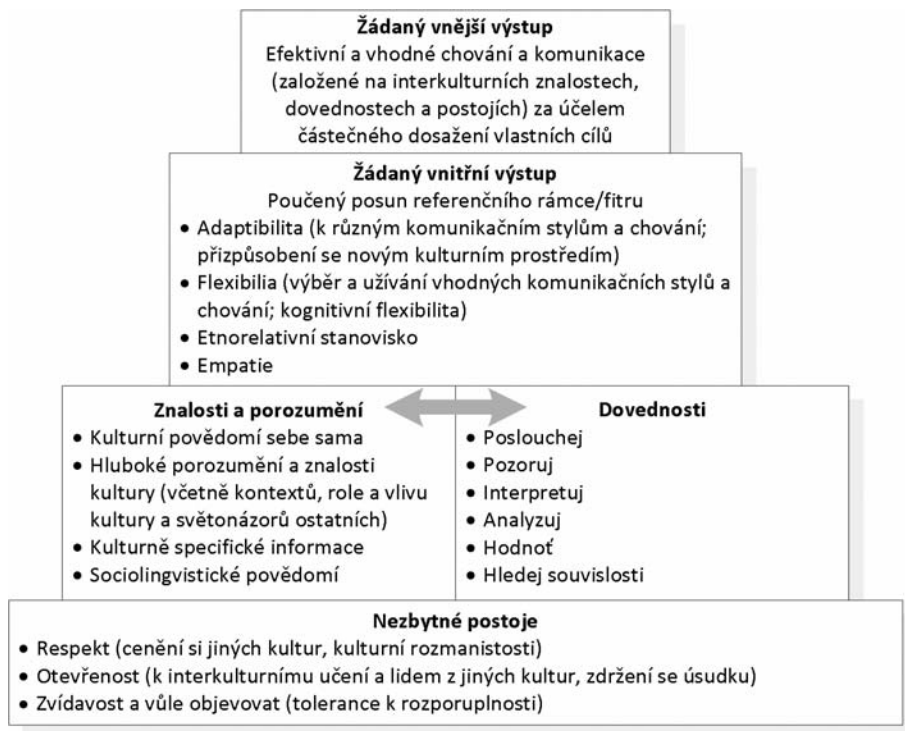 Žádaný vnější výstup
Efektivní a vhodné chování a komunikace
(založené na interkulturních znalostech,
dovednostech a postojích) za účelem
částečného dosažení vlastních cílů
Žádaný vnitřní výstup
Poučený posun referenčního rámce/fitru
• Adaptibilita (k různým komunikačním stylům a chování;
přizpůsobení se novým kulturním prostředím)
• Flexibilia (výběr a užívání vhodných komunikačních stylů a
chování; kognitivní flexibilita)
• Etnorelativní stanovisko
• Empatie
Znalosti a porozumění
• Kulturní povědomí sebe sama
• Hluboké porozumění a znalosti
kultury (včetně kontextů, role a vlivu
kultury a světonázorů ostatních)
• Kulturně specifické informace
• Sociolingvistické povědomí
Dovednosti
• Poslouchej
• Pozoruj
• Interpretuj
• Analyzuj
• Hodnoť
• Hledej souvislosti
Nezbytné postoje
• Respekt (cenění si jiných kultur, kulturní rozmanistosti)
• Otevřenost (k interkulturnímu učení a lidem z jiných kultur, zdržení se úsudku)
• Zvídavost a vůle objevovat (tolerance k rozporuplnosti)